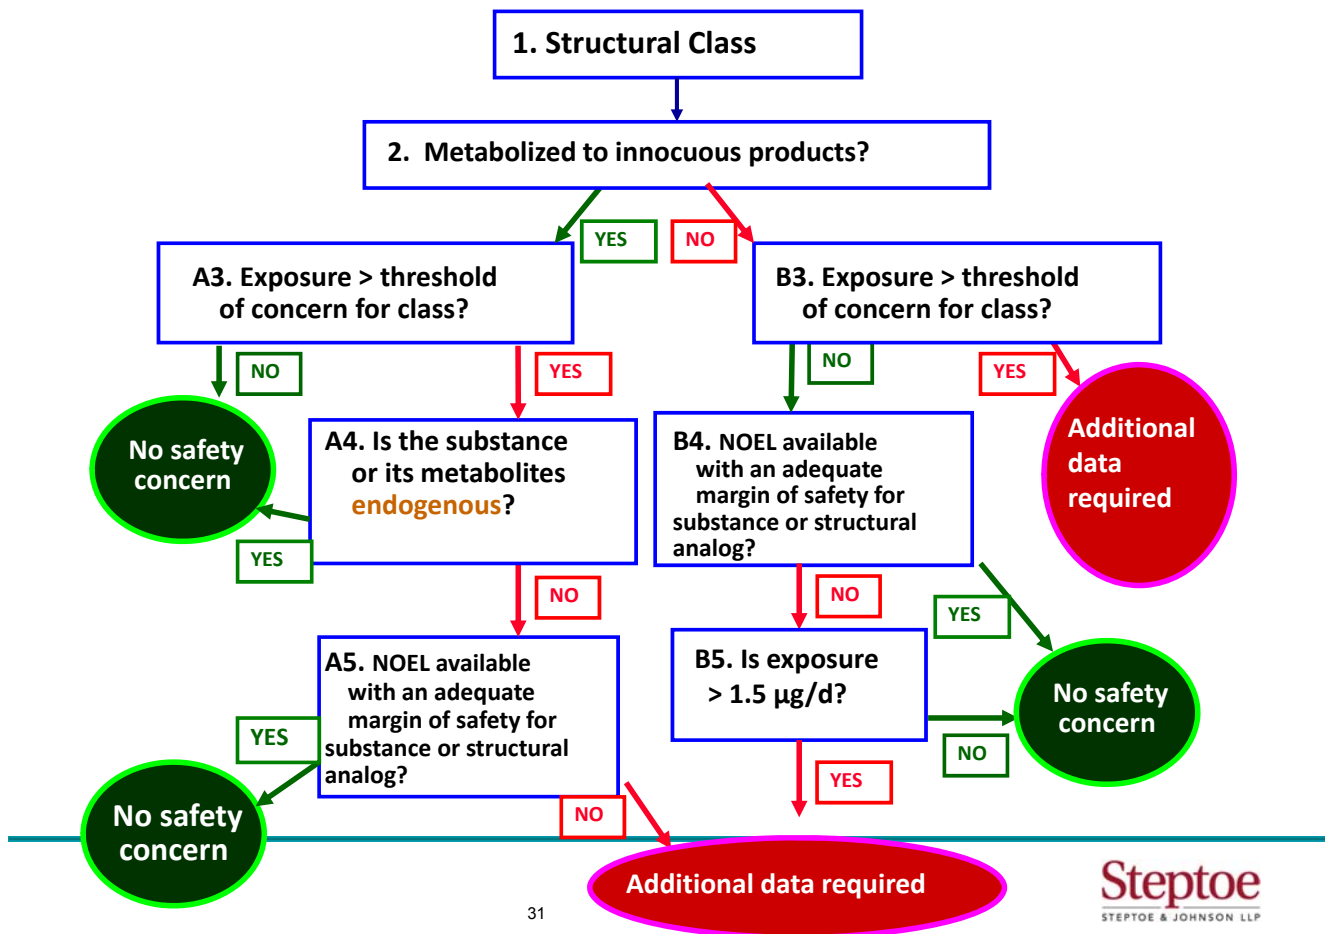 1. Structural Class
2. Metabolized to innocuous products?
YES
NO
A3. Exposure > threshold
of concern for class?
B3. Exposure > threshold
of concern for class?
NO
YES
NO
YES
No safety
concern
A4. Is the substance
or its metabolites
endogenous?
B4. NOEL available
with an adequate
margin of safety for
substance or structural
analog?
Additional
data
required
YES
NO
NO
YES
A5. NOEL available
with an adequate
margin of safety for
substance or structural
analog?
B5. Is exposure
> 1.5 µg/d?
No safety
concern
YES
NO
NO
YES
No safety
concern
Additional data required
31
Steptoe
STEPTOE & JOHNSON LLP